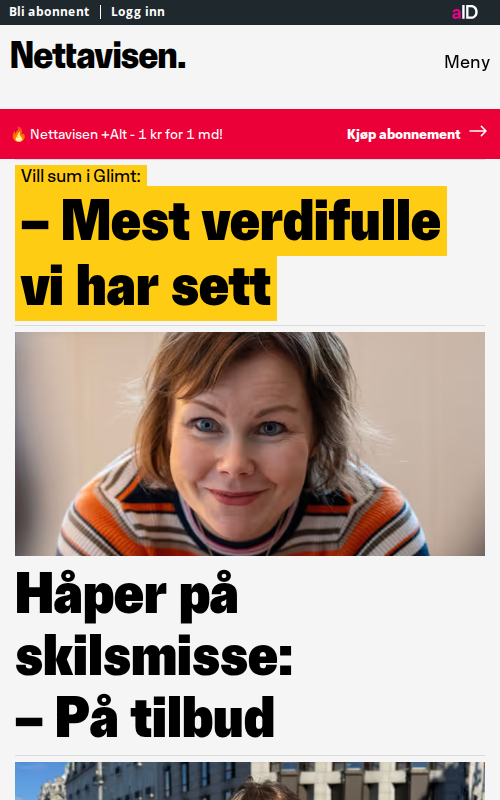 Bli abonnent
Logg inn
aID
Nettavisen.
Meny
🔥 Nettavisen +Alt - 1 kr for 1 md!
Kjøp abonnement →
Vill sum i Glimt:
– Mest verdifulle
vi har sett
Håper på
skilsmisse:
– På tilbud